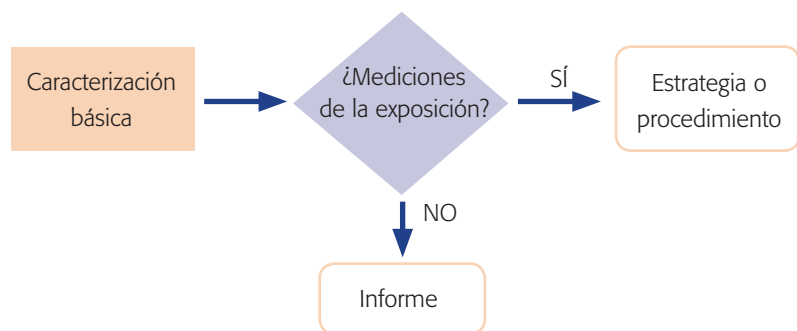 Caracterización
básica
¿Mediciones
de la exposición?
SÍ
Estrategia o
procedimiento
NO
Informe